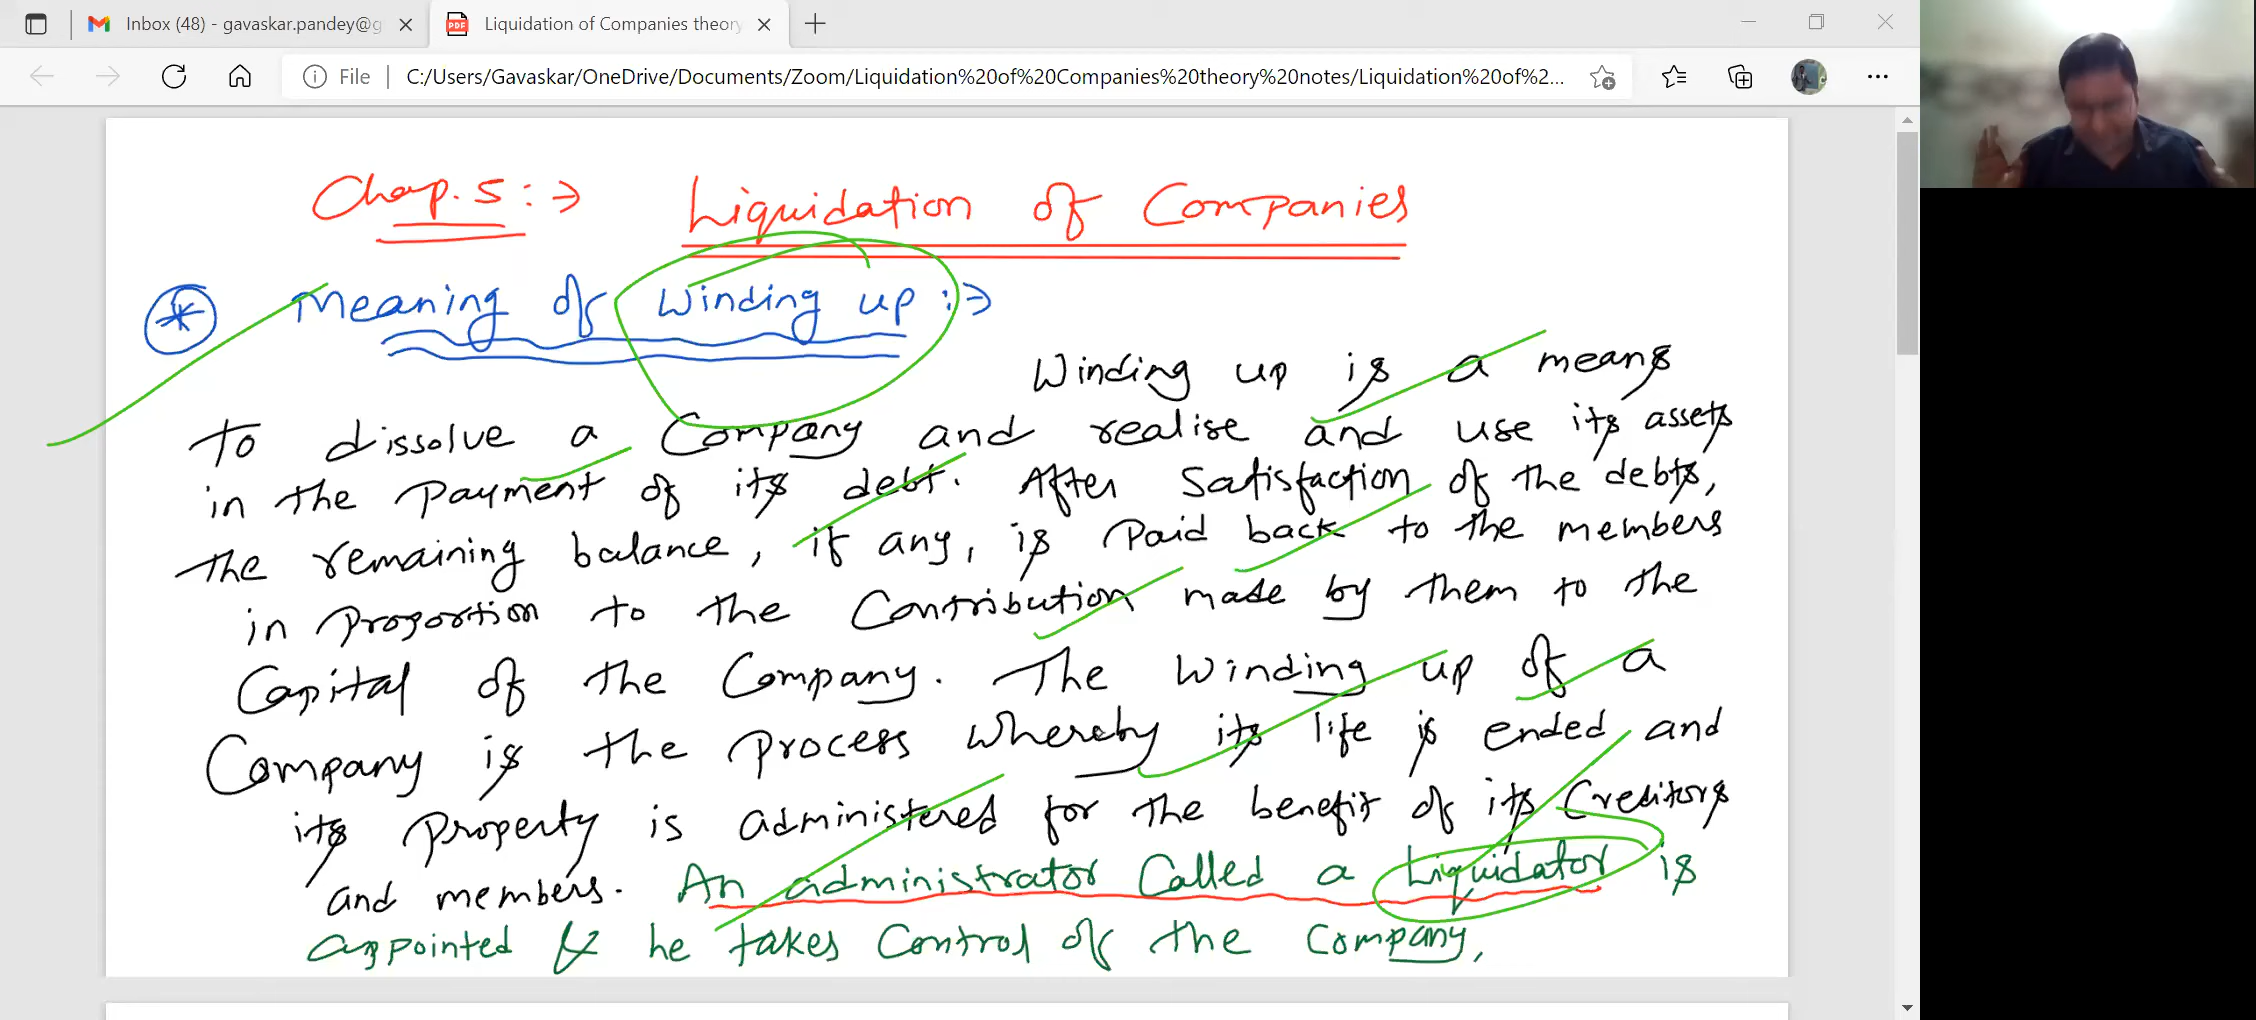 Inbox (48) - gavaskar.pandey@g
Liquidation of Companies theory
File
C:/Users/Gavaskar/OneDrive/Documents/Zoom/Liquidation%20of%20Companies%20theory%20notes/Liquidation%20of%2...
PDF
Chap. 5 :→ Liquidation of Companies
* Meaning of Winding up :→
Winding up is a means
to dissolve a Company and realise and use its assets
in the Payment of its debt. After Satisfaction of the debts,
the remaining balance, if any, is Paid back to the members
in Proportion to the Contribution made by them to the
Capital of the Company. The Winding up of a
Company is the Process whereby its life is ended and
its Property is administered for the benefit of its Creditors
and members. An administrator Called a Liquidator is
appointed & he takes Control of the Company.